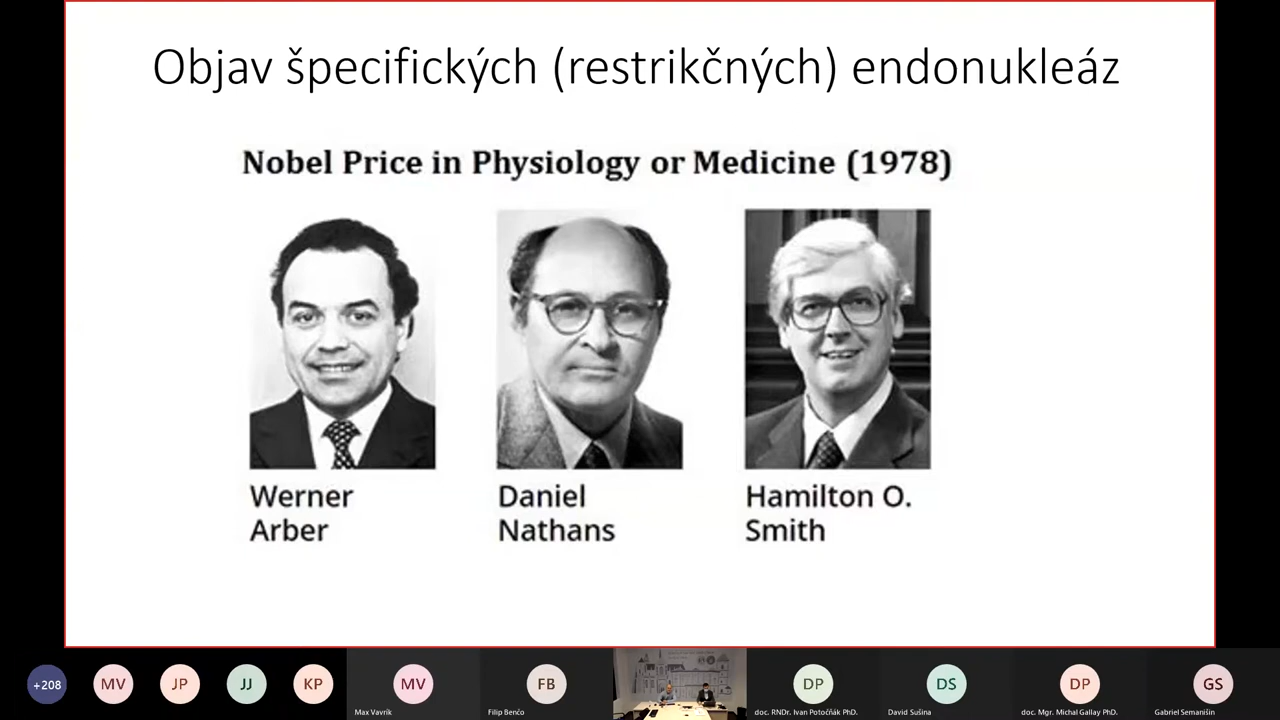 Objav špecifických (restrikčných) endonukleáz
Nobel Price in Physiology or Medicine (1978)
Werner
Arber
Daniel
Nathans
Hamilton O.
Smith
+208
MV
JP
JJ
KP
MV
Max Vavrík
FB
Filip Benčo
DP
doc. RNDr. Ivan Potočňák PhD.
DS
David Sušina
DP
doc. Mgr. Michal Gallay PhD.
GS
Gabriel Semanišin